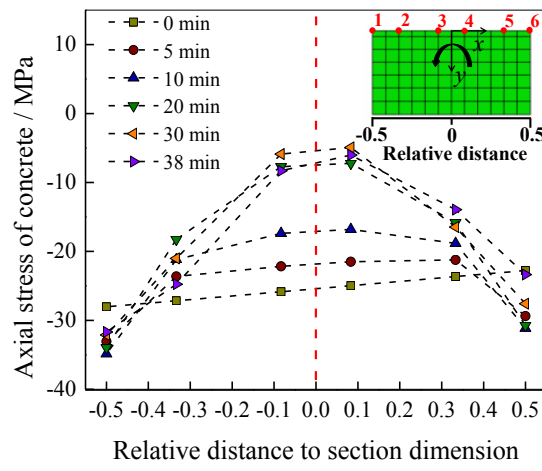 Axial stress of concrete / MPa
10
0
-10
-20
-30
-40
0 min
5 min
10 min
20 min
30 min
38 min
1 2 3 4 5 6
x
y
-0.5 0 0.5
Relative distance
-0.5 -0.4 -0.3 -0.2 -0.1 0.0 0.1 0.2 0.3 0.4 0.5
Relative distance to section dimension